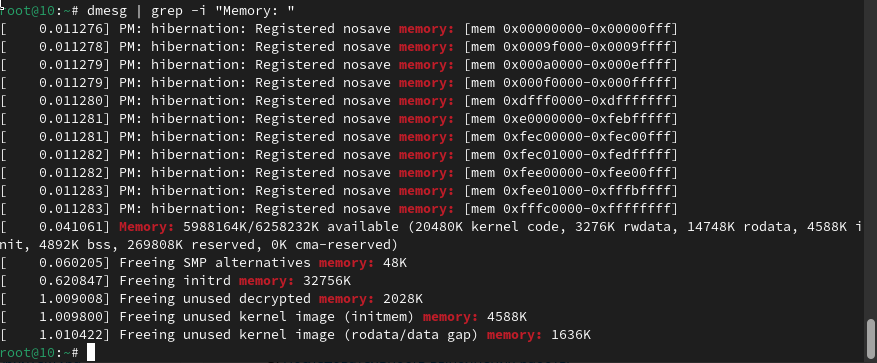 root@10:~# dmesg | grep -i "Memory: "
[    0.011276] PM: hibernation: Registered nosave memory: [mem 0x00000000-0x00000fff]
[    0.011278] PM: hibernation: Registered nosave memory: [mem 0x0009f000-0x0009ffff]
[    0.011279] PM: hibernation: Registered nosave memory: [mem 0x000a0000-0x000effff]
[    0.011279] PM: hibernation: Registered nosave memory: [mem 0x000f0000-0x000fffff]
[    0.011280] PM: hibernation: Registered nosave memory: [mem 0xdfff0000-0xdfffffff]
[    0.011281] PM: hibernation: Registered nosave memory: [mem 0xe0000000-0xfebfffff]
[    0.011281] PM: hibernation: Registered nosave memory: [mem 0xfec00000-0xfec00fff]
[    0.011282] PM: hibernation: Registered nosave memory: [mem 0xfec01000-0xfedfffff]
[    0.011282] PM: hibernation: Registered nosave memory: [mem 0xfee00000-0xfee00fff]
[    0.011283] PM: hibernation: Registered nosave memory: [mem 0xfee01000-0xfffbffff]
[    0.011283] PM: hibernation: Registered nosave memory: [mem 0xfffc0000-0xffffffff]
[    0.041061] Memory: 5988164K/6258232K available (20480K kernel code, 3276K rwdata, 14748K rodata, 4588K i
nit, 4892K bss, 269808K reserved, 0K cma-reserved)
[    0.060205] Freeing SMP alternatives memory: 48K
[    0.620847] Freeing initrd memory: 32756K
[    1.009008] Freeing unused decrypted memory: 2028K
[    1.009800] Freeing unused kernel image (initmem) memory: 4588K
[    1.010422] Freeing unused kernel image (rodata/data gap) memory: 1636K
root@10:~#